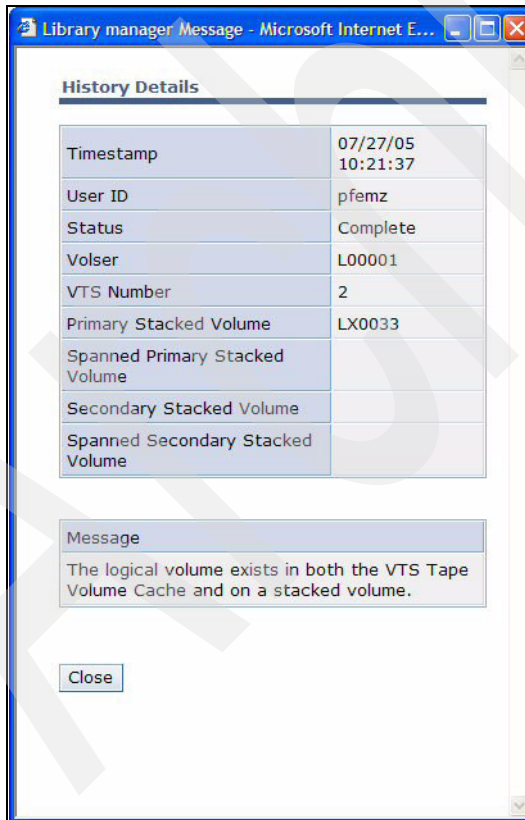 Library manager Message - Microsoft Internet E...
History Details
Timestamp 07/27/05
10:21:37
User ID pfemz
Status Complete
Volser L00001
VTS Number 2
Primary Stacked Volume LX0033
Spanned Primary Stacked
Volume
Secondary Stacked Volume
Spanned Secondary Stacked
Volume
Message
The logical volume exists in both the VTS Tape
Volume Cache and on a stacked volume.
Close